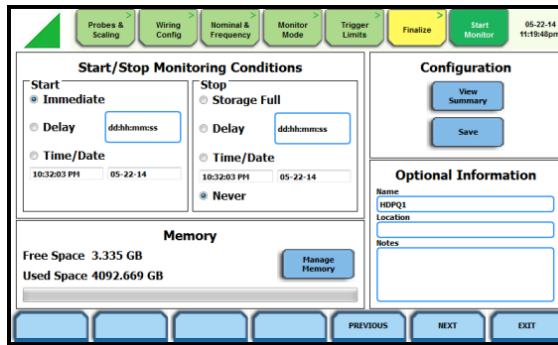 Probes &
Scaling
>
Wiring
Config
>
Nominal &
Frequency
>
Monitor
Mode
>
Trigger
Limits
>
Finalize
>
Start
Monitor
05-22-14
11:19:48pm
Start/Stop Monitoring Conditions
Start
Immediate
Delay
dd:hh:mm:ss
Time/Date
10:32:03 PM
05-22-14
Stop
Storage Full
Delay
dd:hh:mm:ss
Time/Date
10:32:03 PM
05-22-14
Never
Configuration
View
Summary
Save
Memory
Free Space 3.335 GB
Used Space 4092.669 GB
Manage
Memory
Optional Information
Name
HDPQ1
Location
Notes
PREVIOUS
NEXT
EXIT